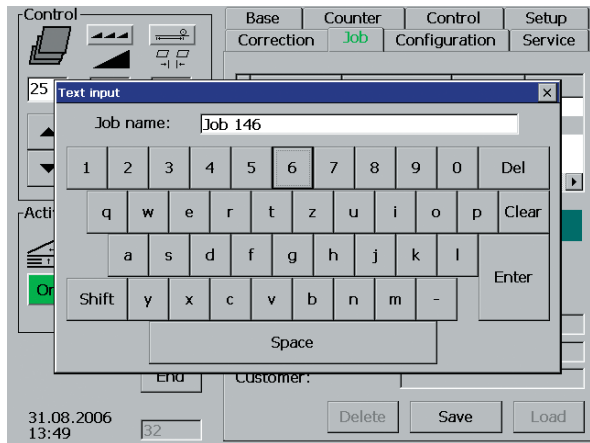 Control
Base Counter Control Setup
Correction Job Configuration Service
25
Text input
Job name: Job 146
1 2 3 4 5 6 7 8 9 0 Del
q w e r t z u i o p Clear
a s d f g h j k l Enter
Shift y x c v b n m -
Space
Acti
On
End Customer:
Delete Save Load
31.08.2006
13:49 32